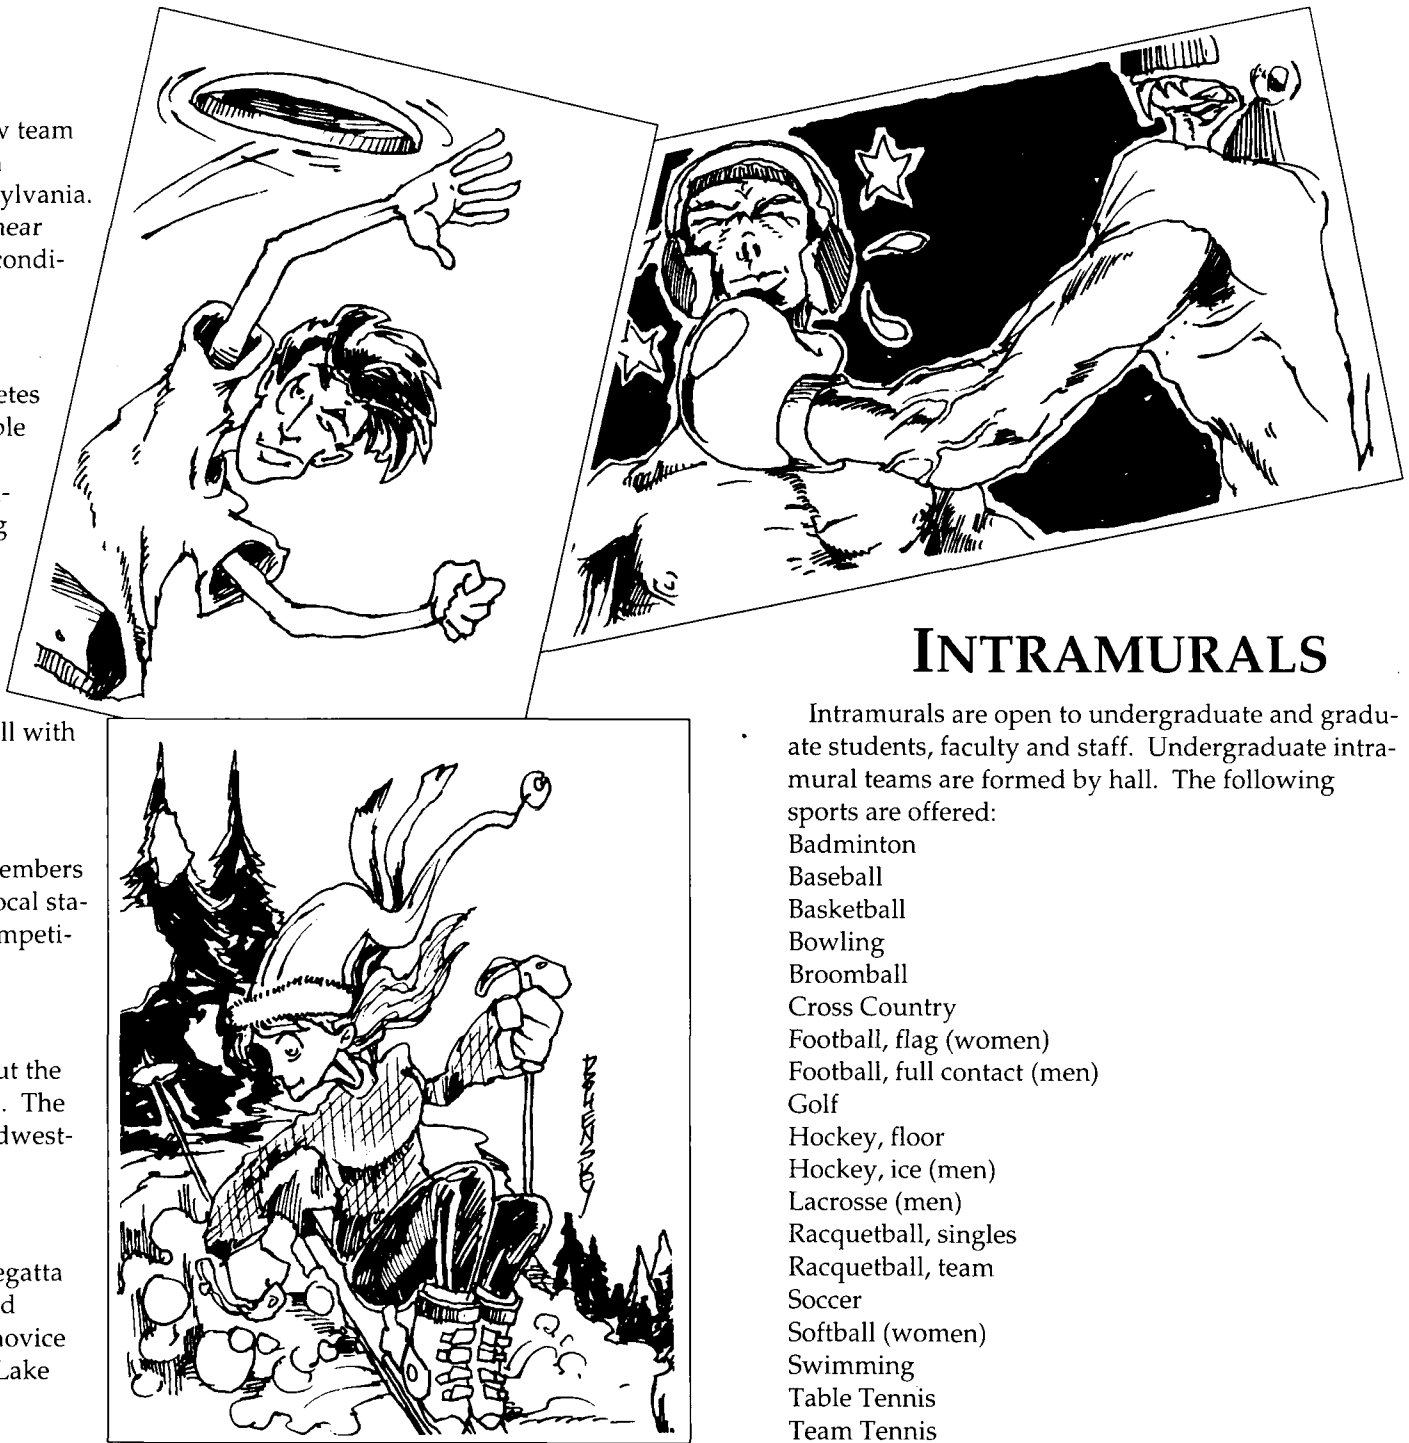 w team
ylvania.
near
condi-
etes
ble
-
g
ll with
embers
ocal sta-
mpeti-
ut the
. The
dwest-
egatta
d
novice
Lake
INTRAMURALS
Intramurals are open to undergraduate and gradu-
ate students, faculty and staff. Undergraduate intra-
mural teams are formed by hall. The following
sports are offered:
Badminton
Baseball
Basketball
Bowling
Broomball
Cross Country
Football, flag (women)
Football, full contact (men)
Golf
Hockey, floor
Hockey, ice (men)
Lacrosse (men)
Racquetball, singles
Racquetball, team
Soccer
Softball (women)
Swimming
Table Tennis
Team Tennis